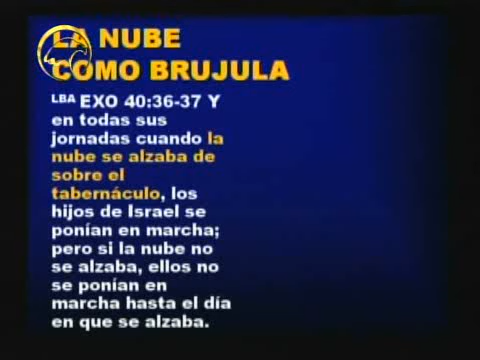 LA NUBE
COMO BRUJULA
LBA EXO 40:36-37 Y
en todas sus
jornadas cuando la
nube se alzaba de
sobre el
tabernáculo, los
hijos de Israel se
ponían en marcha;
pero si la nube no
se alzaba, ellos no
se ponían en
marcha hasta el día
en que se alzaba.